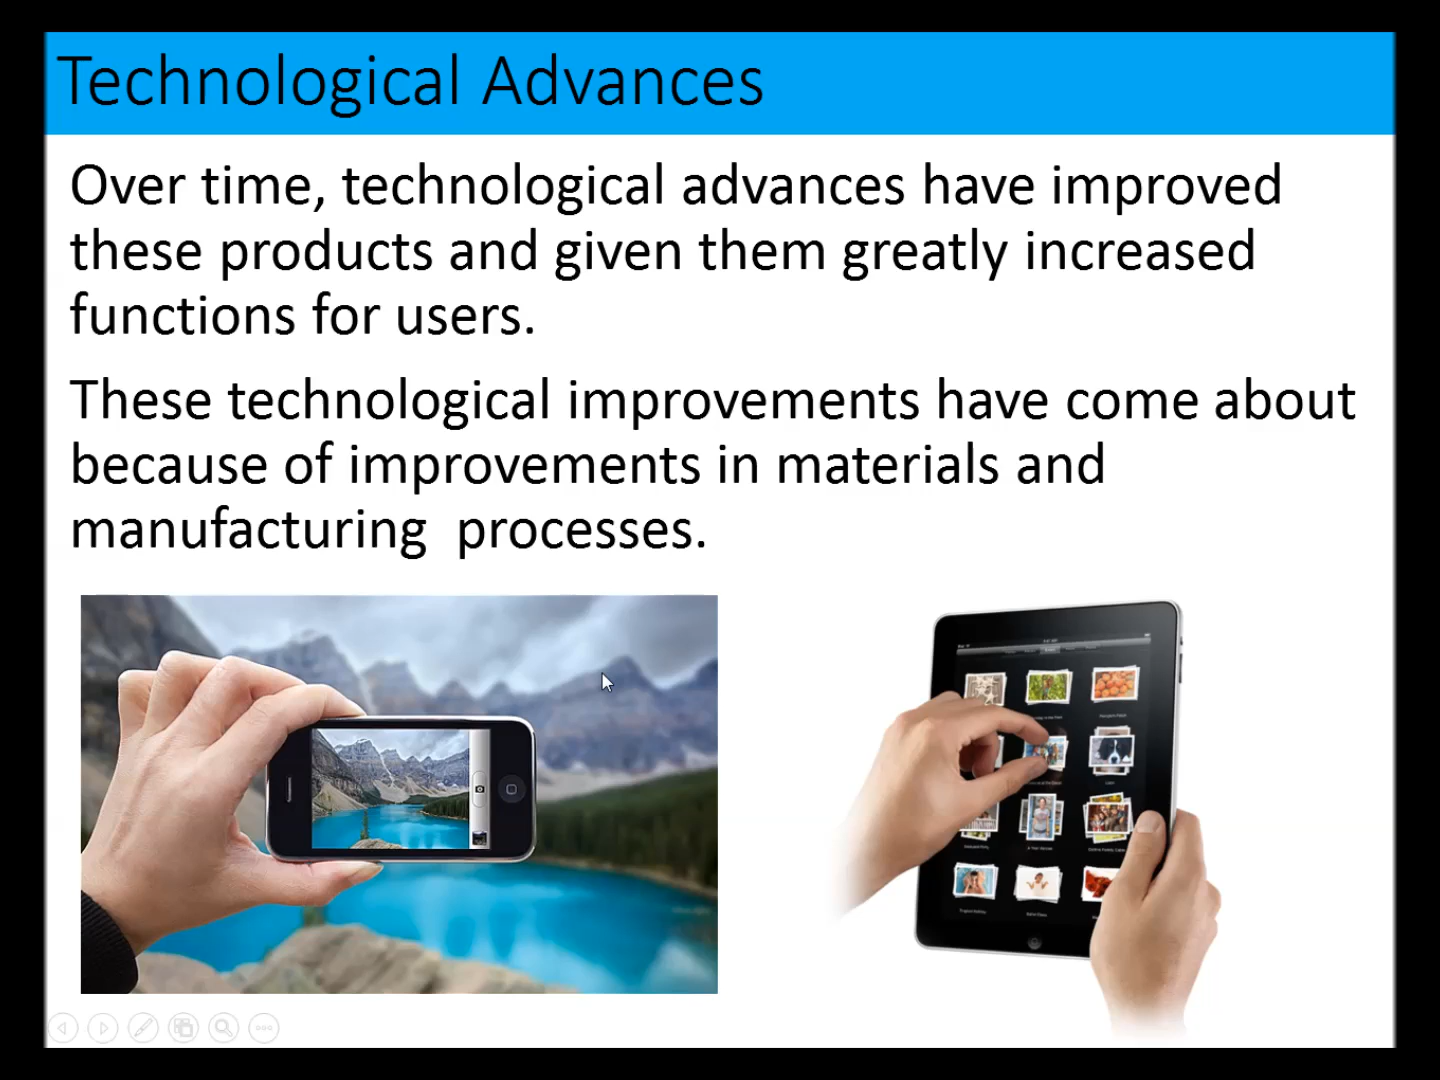 Technological Advances
Over time, technological advances have improved
these products and given them greatly increased
functions for users.
These technological improvements have come about
because of improvements in materials and
manufacturing  processes.